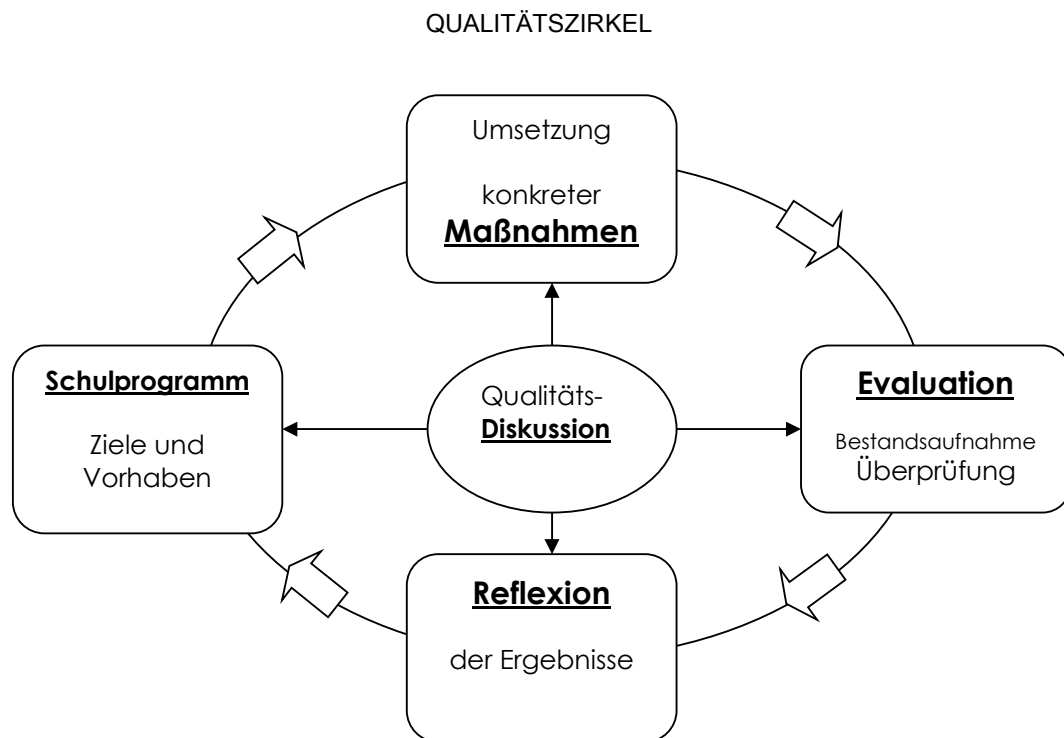 QUALITÄTSZIRKEL
Umsetzung
konkreter
Maßnahmen
Schulprogramm
Ziele und
Vorhaben
Qualitäts-
Diskussion
Evaluation
Bestandsaufnahme
Überprüfung
Reflexion
der Ergebnisse